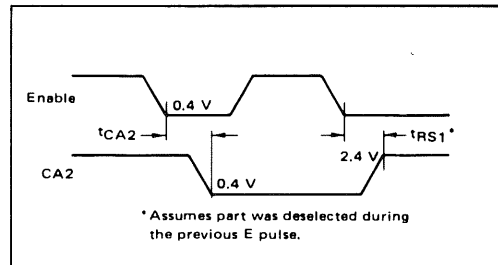 Enable
0.4 V
tCA2
tRS1*
2.4 V
CA2
0.4 V
* Assumes part was deselected during
the previous E pulse.